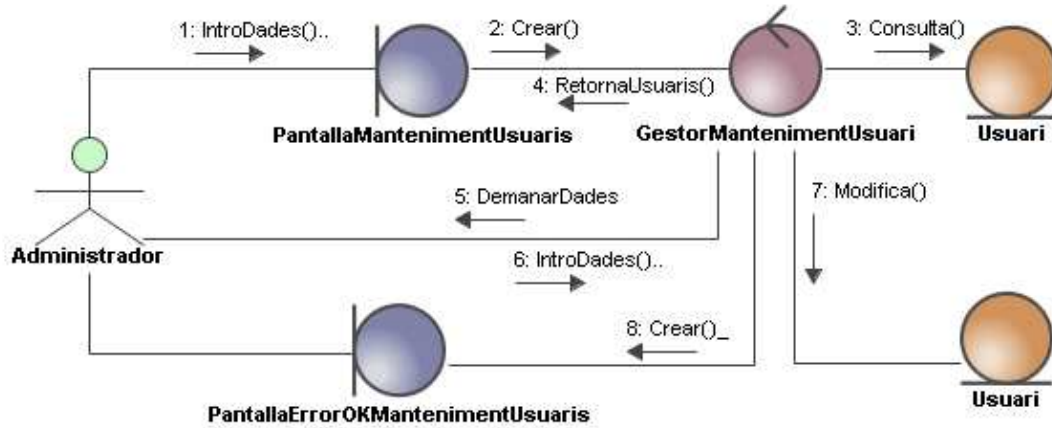 1: IntroDades()..
2: Crear()
3: Consulta()
4: RetornaUsuaris()
PantallaMantenimentUsuaris
GestorMantenimentUsuari
Usuari
5: DemanarDades
7: Modifica()
Administrador
6: IntroDades()..
8: Crear()_
PantallaErrorOKMantenimentUsuaris
Usuari